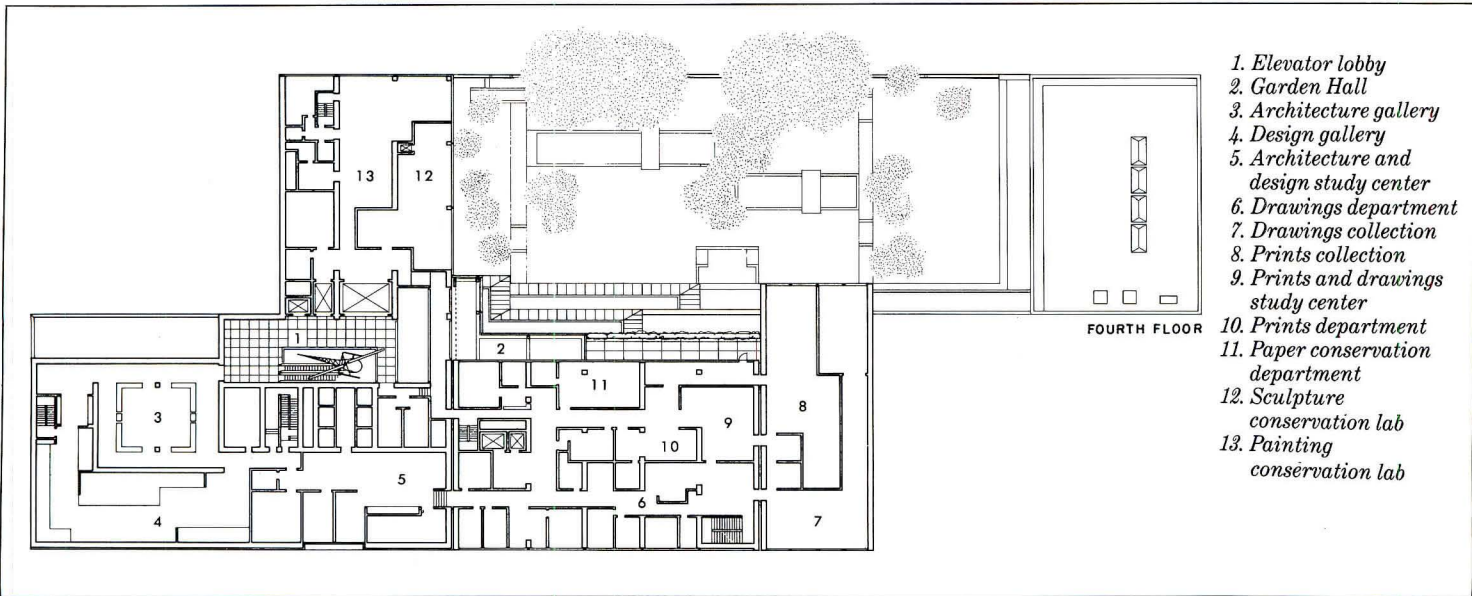 1. Elevator lobby
2. Garden Hall
3. Architecture gallery
4. Design gallery
5. Architecture and
design study center
6. Drawings department
7. Drawings collection
8. Prints collection
9. Prints and drawings
study center
10. Prints department
11. Paper conservation
department
12. Sculpture
conservation lab
13. Painting
conservation lab
FOURTH FLOOR
13
12
1
2
11
3
8
9
10
5
6
4
7